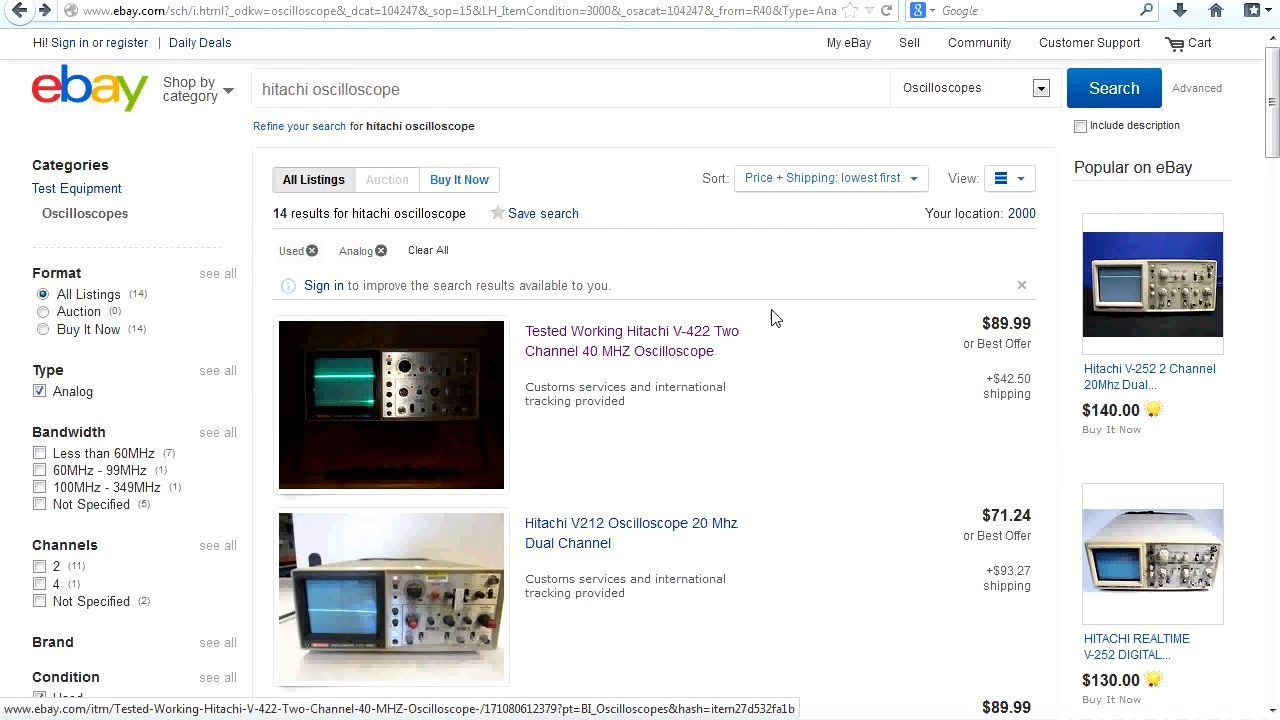 www.ebay.com/sch/i.html?_odkw=oscilloscope&_dcat=104247&_sop=15&LH_ItemCondition=3000&_osacat=104247&
R40&Type=Ana
Google
Hi! Sign in or register | Daily Deals
My eBay
Sell
Community
Customer Support
Cart
ebay
Shop by
category
hitachi oscilloscope
Oscilloscopes
Search
Advanced
Refine your search for hitachi oscilloscope
Include description
Categories
Test Equipment
Oscilloscopes
Format see all
All Listings (14)
Auction (0)
Buy It Now (14)
Type see all
Analog
Bandwidth see all
Less than 60MHz (7)
60MHz - 99MHz (1)
100MHz - 349MHz (1)
Not Specified (5)
Channels see all
2 (11)
4 (1)
Not Specified (2)
Brand see all
Condition see all
Used
All Listings
Auction
Buy It Now
Sort: Price + Shipping: lowest first
View:
14 results for hitachi oscilloscope
Save search
Your location: 2000
Used
Analog
Clear All
Sign in to improve the search results available to you.
Tested Working Hitachi V-422 Two
Channel 40 MHZ Oscilloscope
Customs services and international
tracking provided
$89.99
or Best Offer
+$42.50
shipping
Hitachi V212 Oscilloscope 20 Mhz
Dual Channel
Customs services and international
tracking provided
$71.24
or Best Offer
+$93.27
shipping
$89.99
Popular on eBay
Hitachi V-252 2 Channel
20Mhz Dual...
$140.00
Buy It Now
HITACHI REALTIME
V-252 DIGITAL...
$130.00
Buy It Now
www.ebay.com/itm/Tested-Working-Hitachi-V-422-Two-Channel-40-MHZ-Oscilloscope-/171080612379?pt=BI_Oscilloscopes&hash=item27d532fa1b